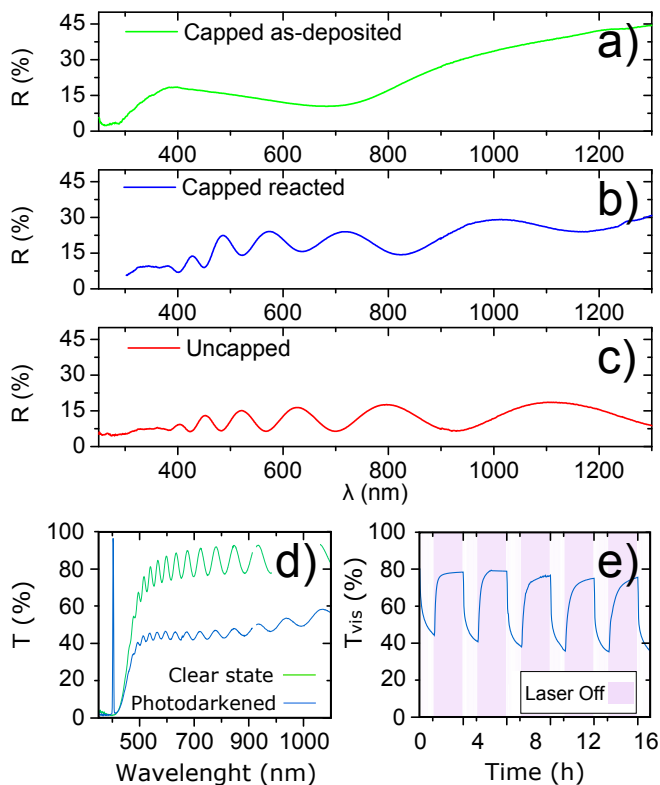 45
30
15
0
R (%)
Capped as-deposited
a)
400 600 800 1000 1200
45
30
15
0
R (%)
Capped reacted
b)
400 600 800 1000 1200
45
30
15
0
R (%)
Uncapped
c)
400 600 800 1000 1200
λ (nm)
100
80
60
40
20
0
T (%)
d)
Clear state
Photodarkened
500 600 700 800 900 1000
Wavelenght (nm)
100
80
60
40
20
0
Tvis (%)
e)
Laser Off
0 4 8 12 16
Time (h)